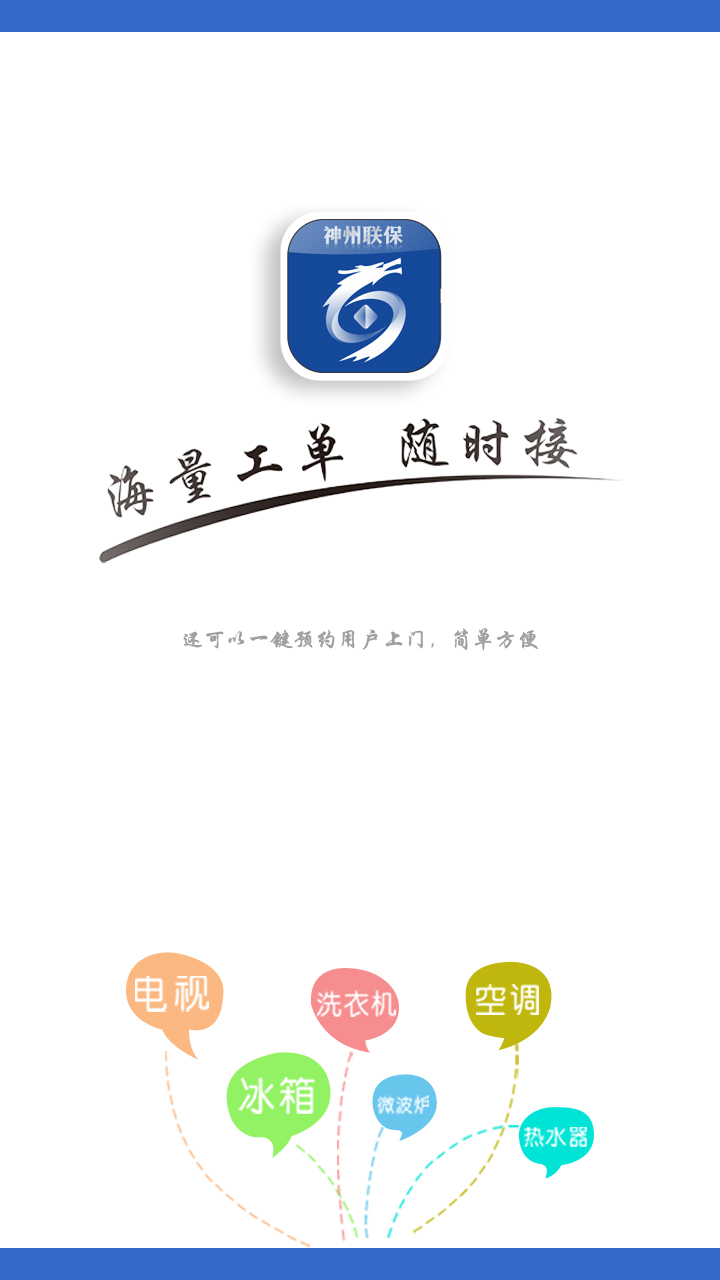 神州联保
海量工单 随时接
还可以一键预约用户上门，简单方便
电视
洗衣机
空调
冰箱
微波炉
热水器